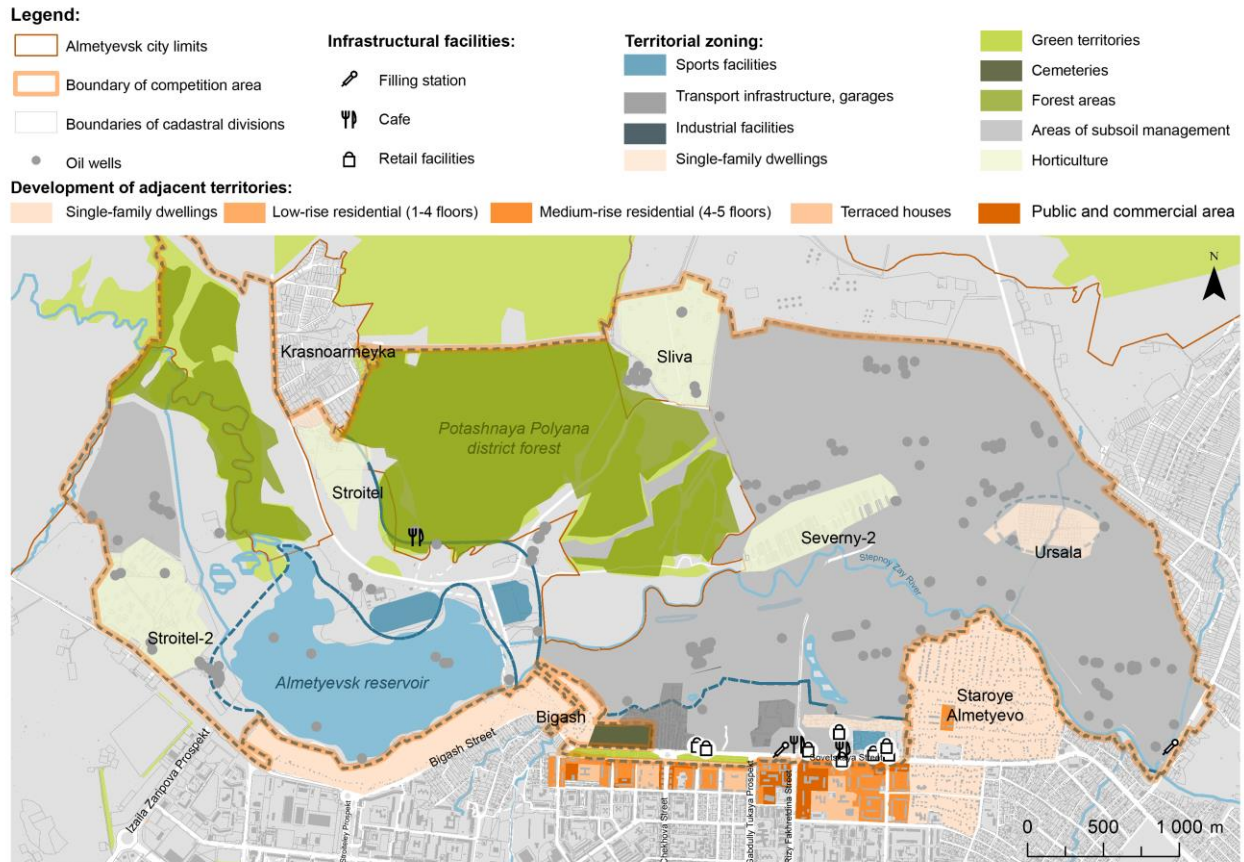 Legend:
Almetyevsk city limits
Boundary of competition area
Boundaries of cadastral divisions
Oil wells
Infrastructural facilities:
Filling station
Cafe
Retail facilities
Territorial zoning:
Sports facilities
Transport infrastructure, garages
Industrial facilities
Single-family dwellings
Green territories
Cemeteries
Forest areas
Areas of subsoil management
Horticulture
Development of adjacent territories:
Single-family dwellings
Low-rise residential (1-4 floors)
Medium-rise residential (4-5 floors)
Terraced houses
Public and commercial area
N
Krasnoarmeyka
Sliva
Potashnaya Polyana
district forest
Stroitel
Severny-2
Ursala
Stepnoy Zay River
Stroitel-2
Almetyevsk reservoir
Staroye
Almetyevo
Bigash
Bigash Street
Izaila Zaripova Prospekt
Stroiteley Prospekt
Chekhova Street
Gabdully Tukaya Prospekt
Rizy Fakhretdina Street
Sovetskaya Street
0 500 1 000 m